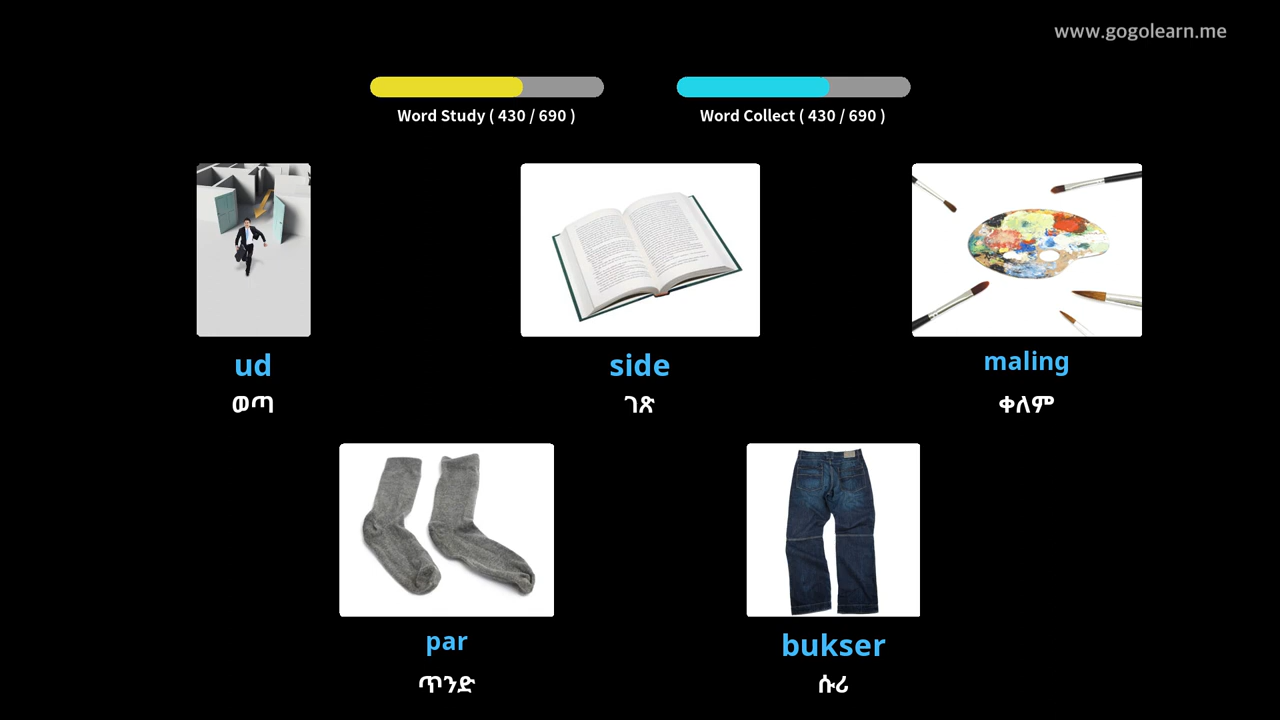 www.gogolearn.me
Word Study ( 430 / 690 )
Word Collect ( 430 / 690 )
ud
ወጣ
side
ገጽ
maling
ቀለም
par
ጥንድ
bukser
ሱሪ